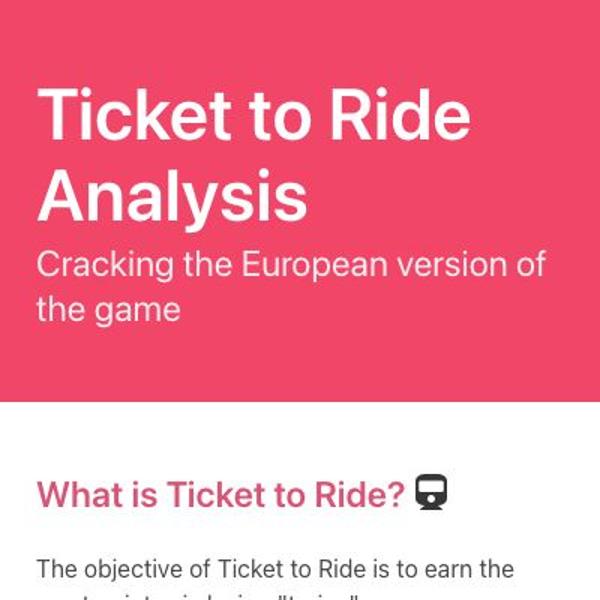 Ticket to Ride
Analysis
Cracking the European version of
the game
What is Ticket to Ride?
The objective of Ticket to Ride is to earn the